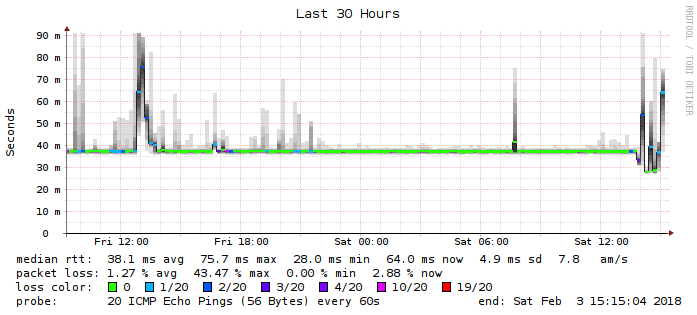 Last 30 Hours
RRDTOOL / TOBI OETIKER
Seconds
90 m
80 m
70 m
60 m
50 m
40 m
30 m
20 m
10 m
0
Fri 12:00 Fri 18:00 Sat 00:00 Sat 06:00 Sat 12:00
median rtt: 38.1 ms avg 75.7 ms max 28.0 ms min 64.0 ms now 4.9 ms sd 7.8 am/s
packet loss: 1.27 % avg 43.47 % max 0.00 % min 2.88 % now
loss color: 0 1/20 2/20 3/20 4/20 10/20 19/20
probe: 20 ICMP Echo Pings (56 Bytes) every 60s end: Sat Feb 3 15:15:04 2018